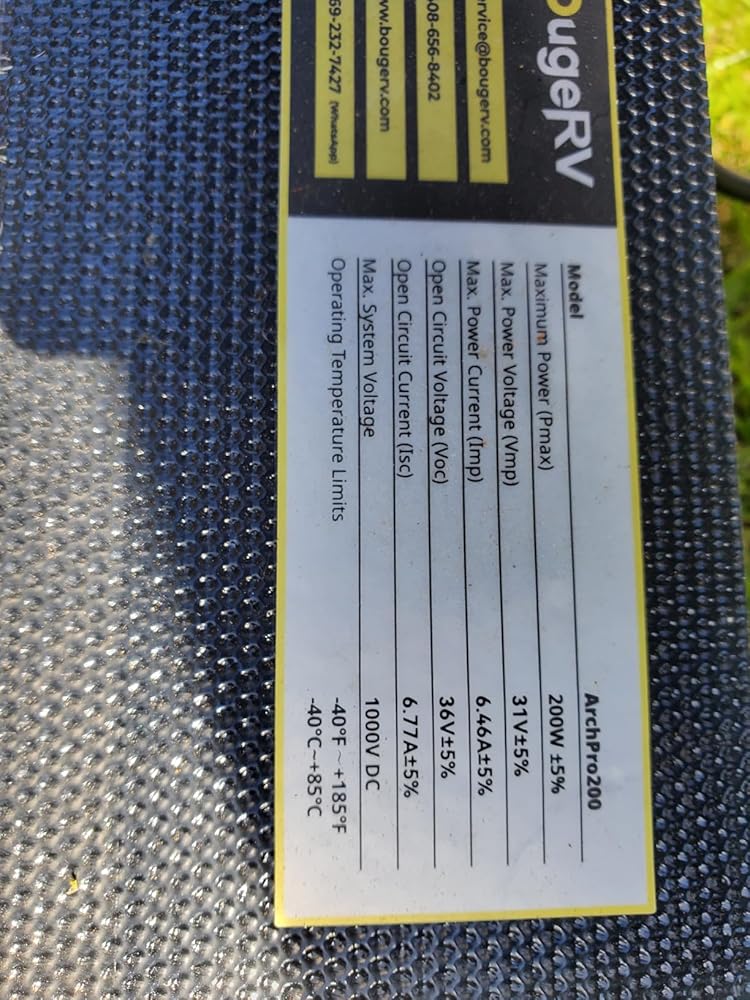 ougeRV
ervice@bougerv.com
08-656-8402
ww.bougerv.com
69-232-7427 (WhatsApp)
Model ArchPro200
Maximum Power (Pmax) 200W ±5%
Max. Power Voltage (Vmp) 31V±5%
Max. Power Current (Imp) 6.46A±5%
Open Circuit Voltage (Voc) 36V±5%
Open Circuit Current (Isc) 6.77A±5%
Max. System Voltage 1000V DC
Operating Temperature Limits -40°F ~ +185°F
-40°C~+85°C